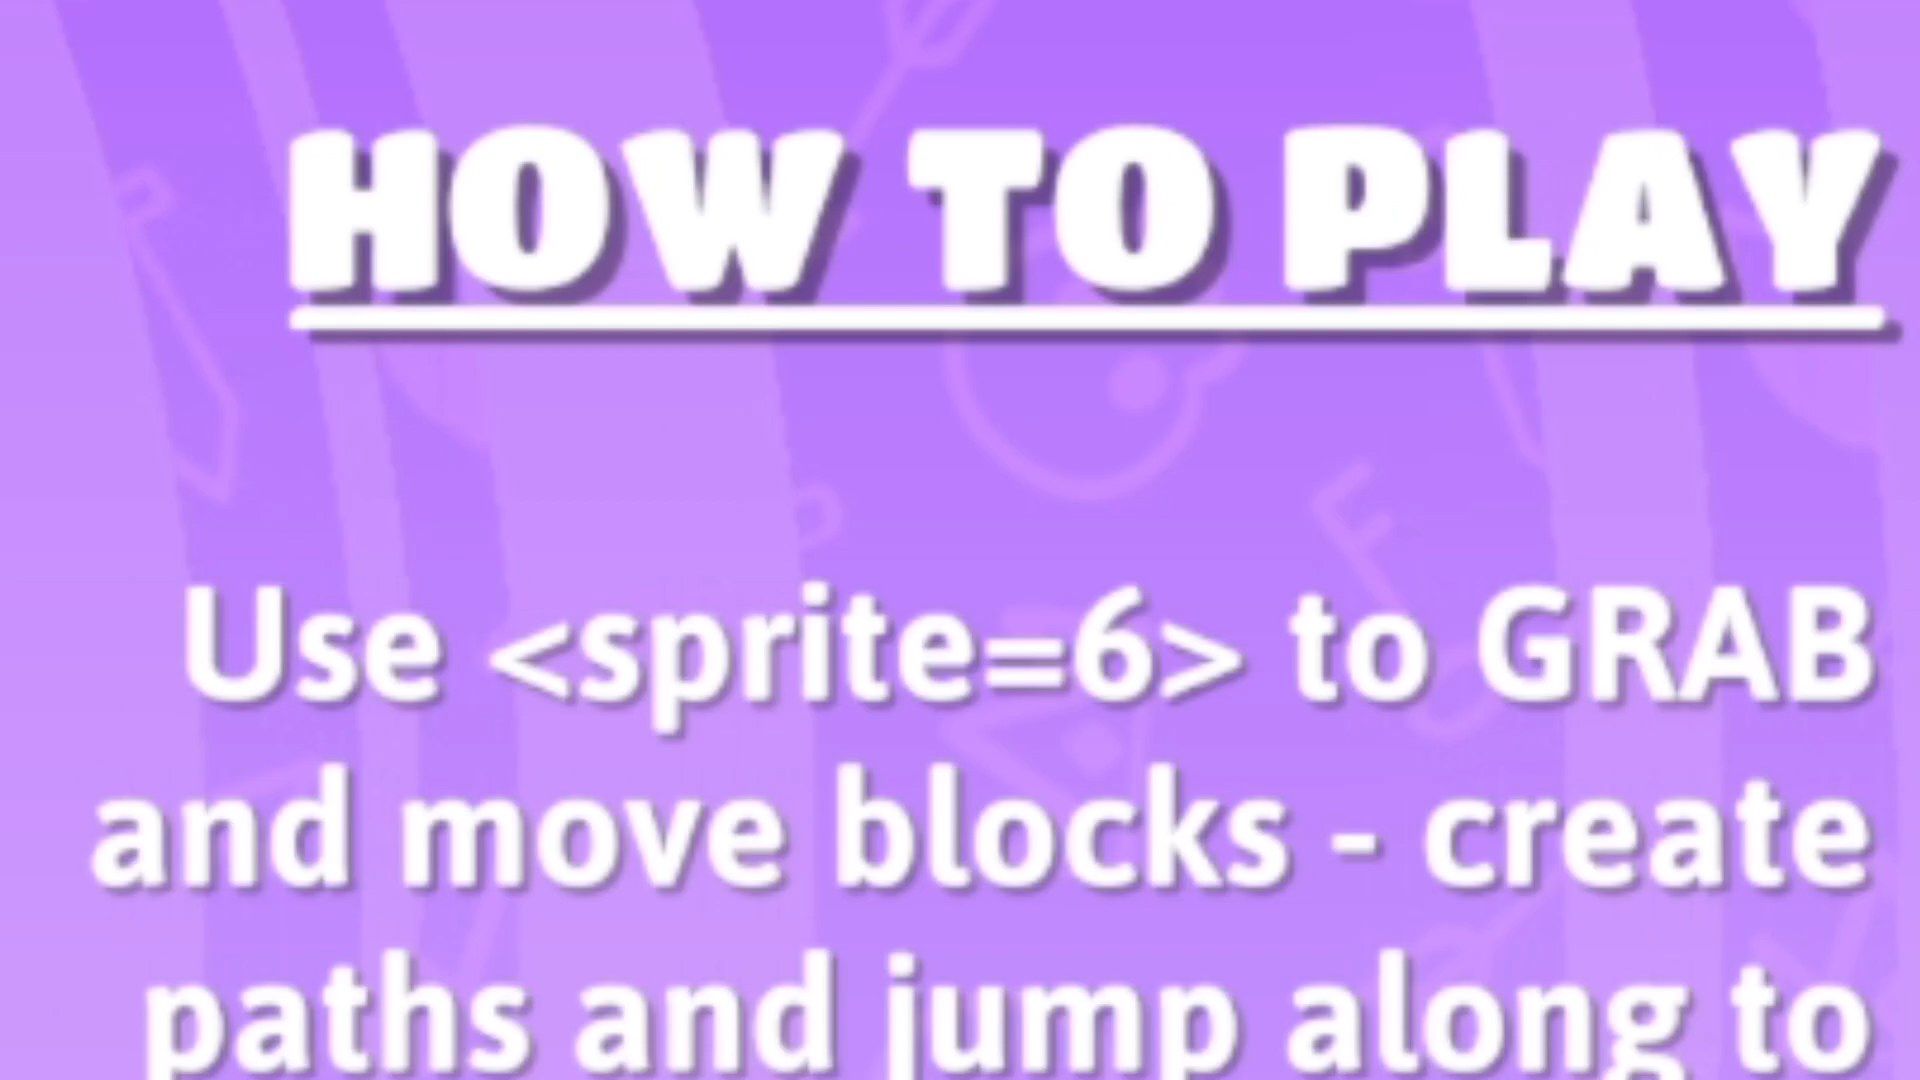 HOW TO PLAY
Use <sprite=6> to GRAB
and move blocks - create
paths and jump along to